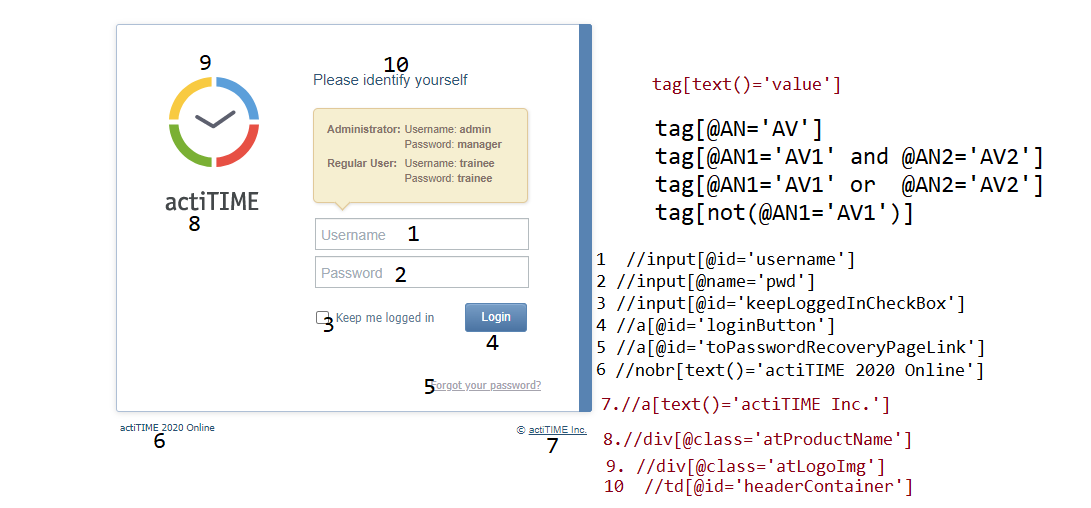 9
10
Please identify yourself
Administrator: Username: admin
Password: manager
Regular User: Username: trainee
Password: trainee
actiTIME
8
Username 1
Password 2
3 Keep me logged in
Login
4
5 Forgot your password?
actiTIME 2020 Online
6
© actiTIME Inc.
7
tag[text()='value']
tag[@AN='AV']
tag[@AN1='AV1' and @AN2='AV2']
tag[@AN1='AV1' or @AN2='AV2']
tag[not(@AN1='AV1')]
1 //input[@id='username']
2 //input[@name='pwd']
3 //input[@id='keepLoggedInCheckBox']
4 //a[@id='loginButton']
5 //a[@id='toPasswordRecoveryPageLink']
6 //nobr[text()='actiTIME 2020 Online']
7.//a[text()='actiTIME Inc.']
8.//div[@class='atProductName']
9. //div[@class='atLogoImg']
10 //td[@id='headerContainer']